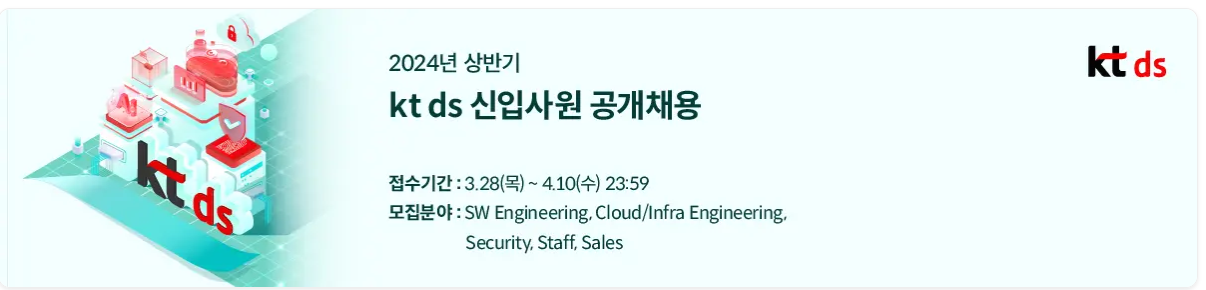 2024년 상반기
kt ds 신입사원 공개채용
접수기간 : 3.28(목) ~ 4.10(수) 23:59
모집분야 : SW Engineering, Cloud/Infra Engineering,
Security, Staff, Sales
kt ds
AI
kt ds